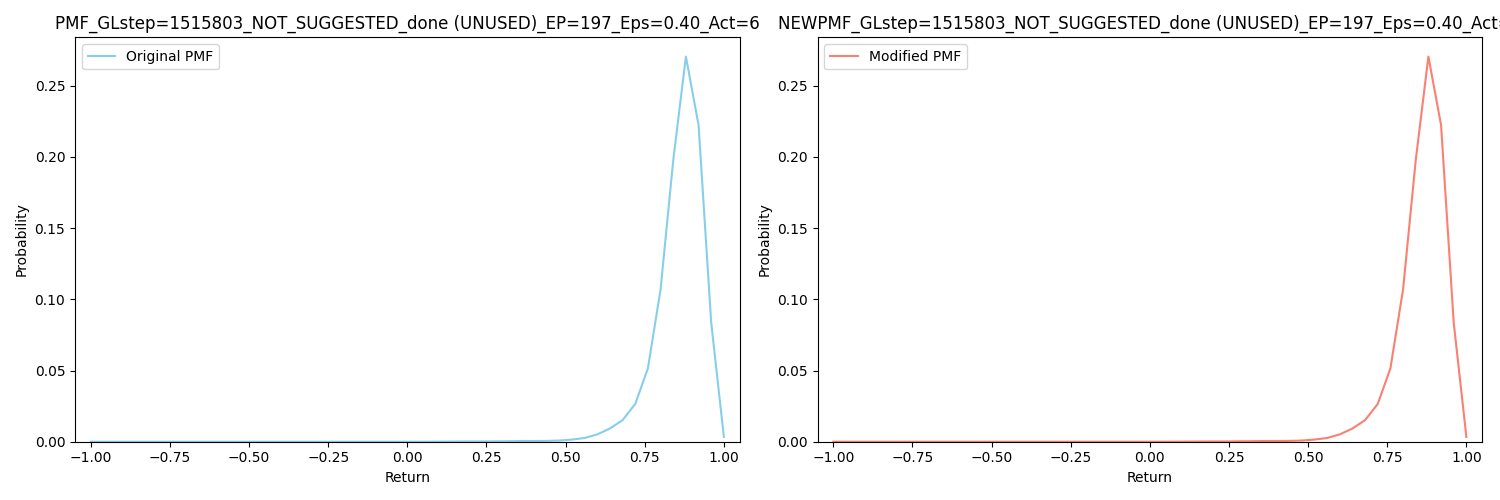 PMF_GLstep=1515803_NOT_SUGGESTED_done (UNUSED)_EP=197_Eps=0.40_Act=6
Original PMF
Probability
0.25
0.20
0.15
0.10
0.05
0.00
−1.00 −0.75 −0.50 −0.25 0.00 0.25 0.50 0.75 1.00
Return
NEWPMF_GLstep=1515803_NOT_SUGGESTED_done (UNUSED)_EP=197_Eps=0.40_Act=
Modified PMF
Probability
0.25
0.20
0.15
0.10
0.05
0.00
−1.00 −0.75 −0.50 −0.25 0.00 0.25 0.50 0.75 1.00
Return